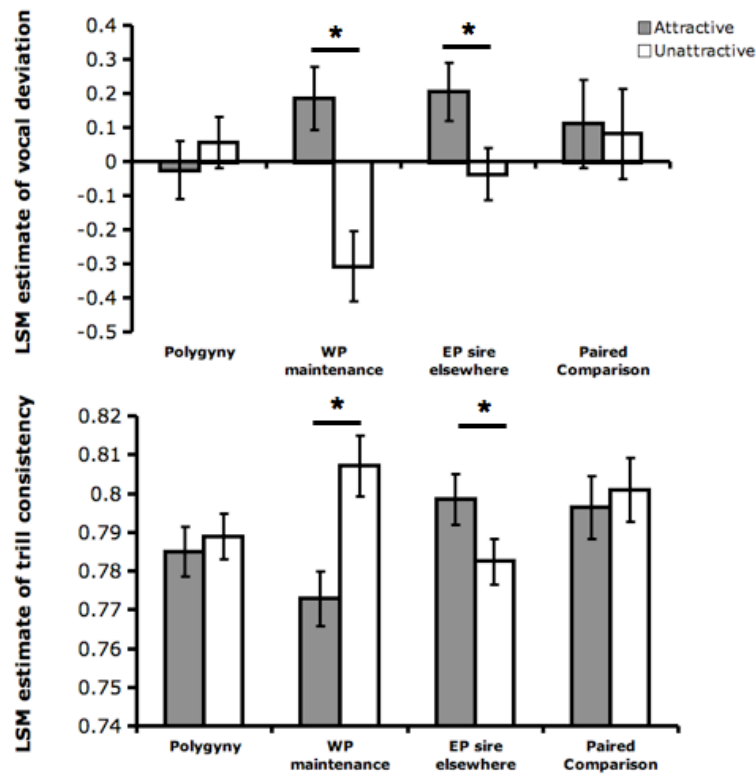 LSM estimate of vocal deviation
0.4
0.3
0.2
0.1
0
-0.1
-0.2
-0.3
-0.4
-0.5
*
*
Attractive
Unattractive
Polygyny
WP
maintenance
EP sire
elsewhere
Paired
Comparison
LSM estimate of trill consistency
0.82
0.81
0.8
0.79
0.78
0.77
0.76
0.75
0.74
*
*
Polygyny
WP
maintenance
EP sire
elsewhere
Paired
Comparison